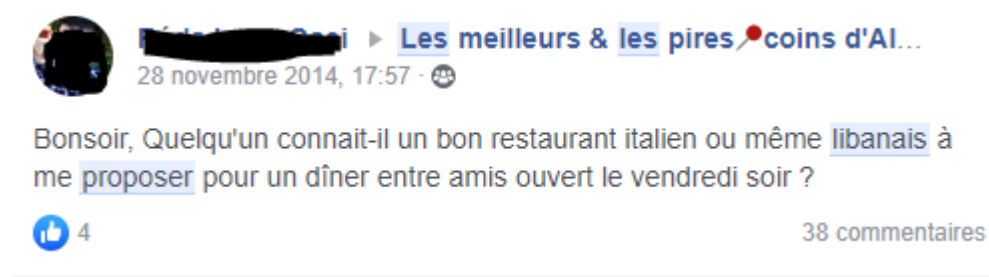 Les meilleurs & les pires📍coins d'Al...
28 novembre 2014, 17:57 ·
Bonsoir, Quelqu'un connait-il un bon restaurant italien ou même libanais à
me proposer pour un dîner entre amis ouvert le vendredi soir ?
4
38 commentaires